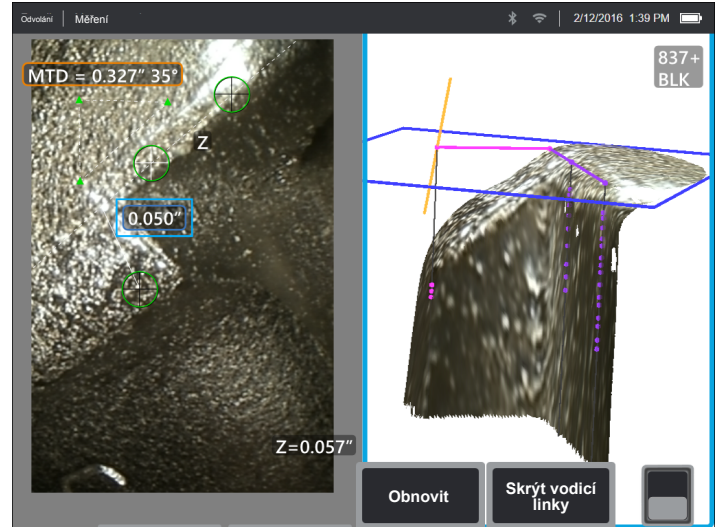 Odvolání Měření 2/12/2016 1:39 PM
MTD = 0.327" 35°
837+
BLK
Z
0.050"
Z=0.057"
Obnovit
Skrýt vodicí
linky